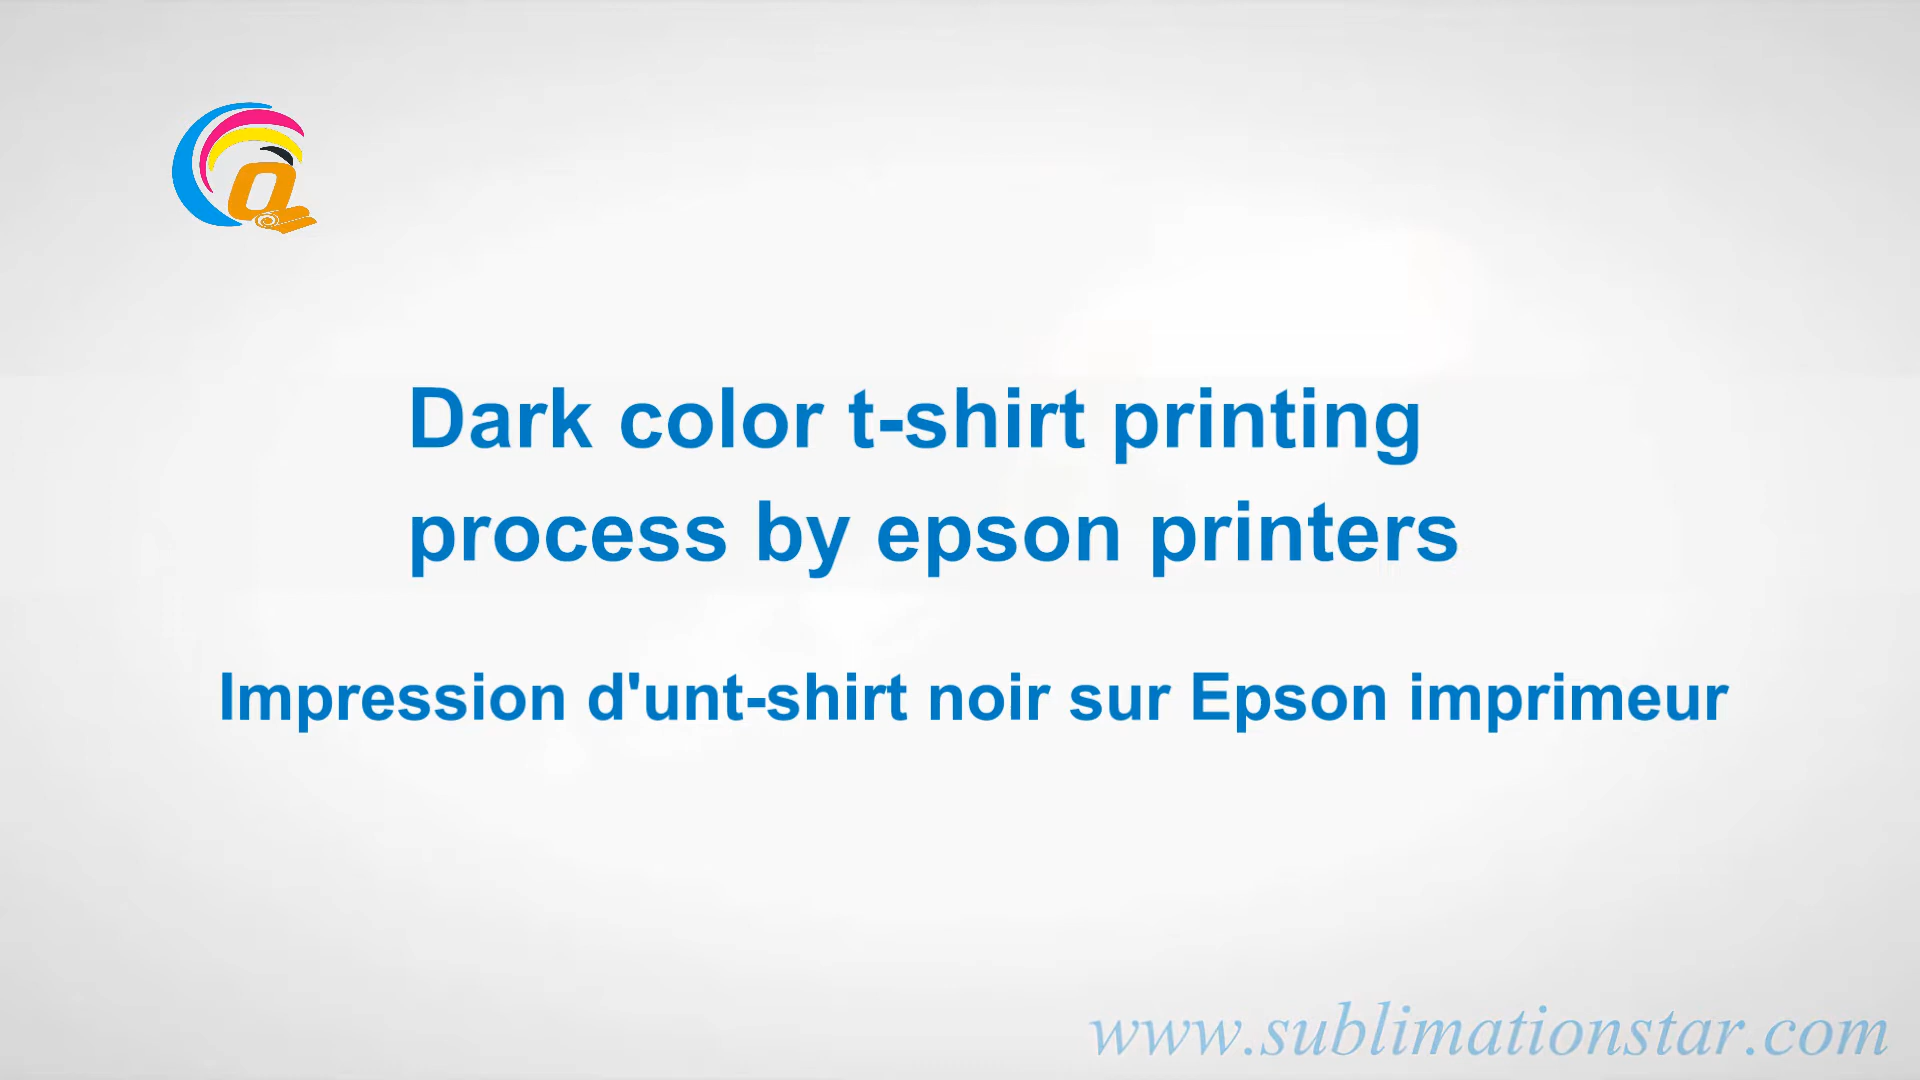 Q
Dark color t-shirt printing
process by epson printers
Impression d'unt-shirt noir sur Epson imprimeur
www.sublimationstar.com